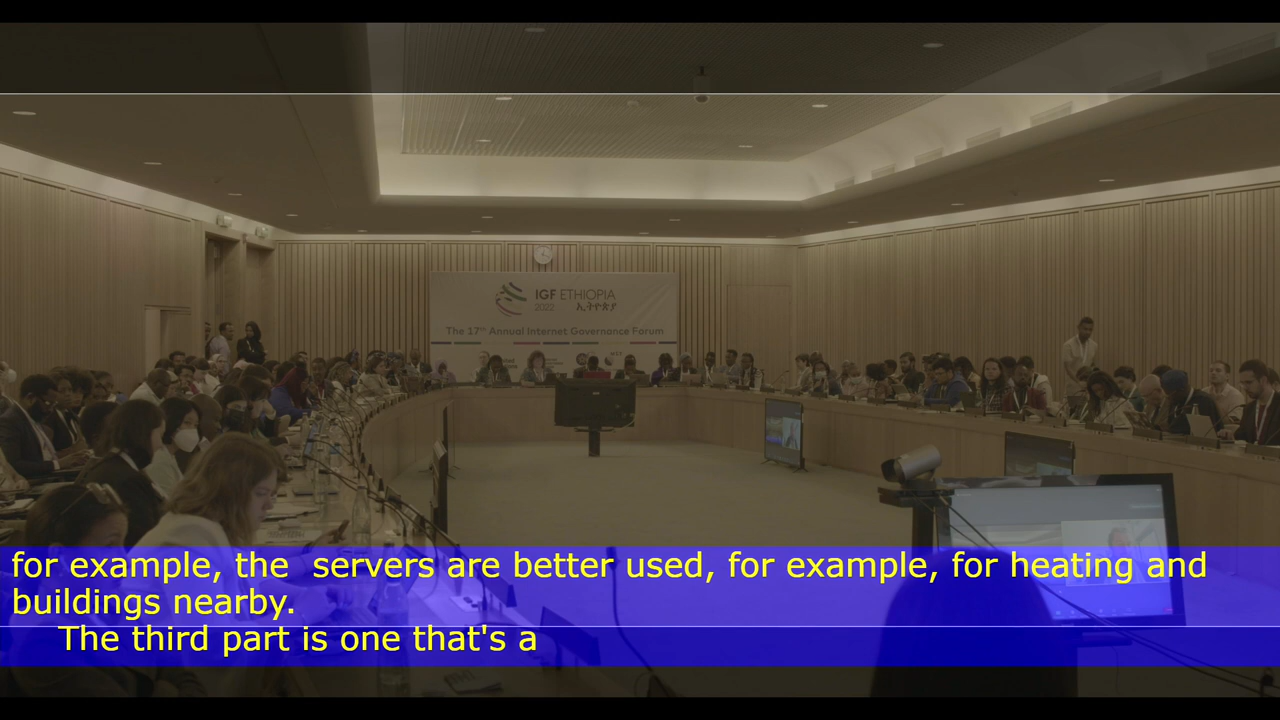 IGF ETHIOPIA
2022 ኢትዮጵያ
The 17th Annual Internet Governance Forum
for example, the  servers are better used, for example, for heating and
buildings nearby.
The third part is one that's a